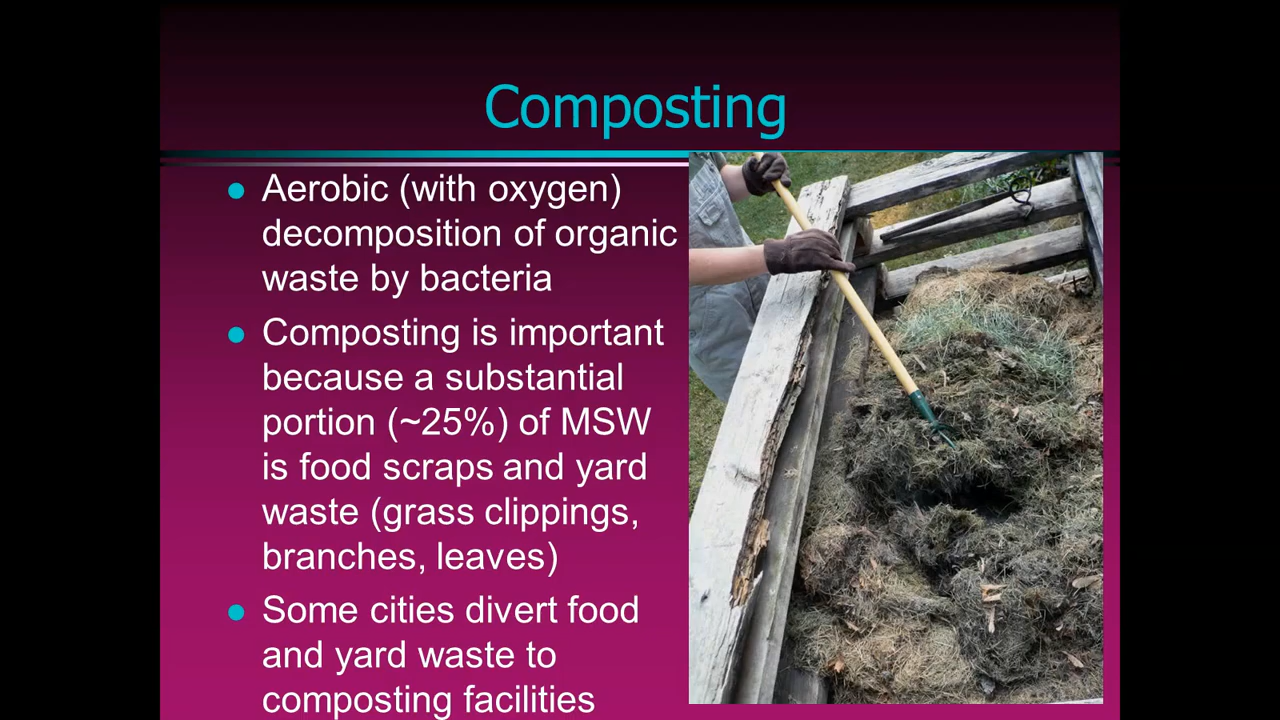 Composting
Aerobic (with oxygen)
decomposition of organic
waste by bacteria
Composting is important
because a substantial
portion (~25%) of MSW
is food scraps and yard
waste (grass clippings,
branches, leaves)
Some cities divert food
and yard waste to
composting facilities